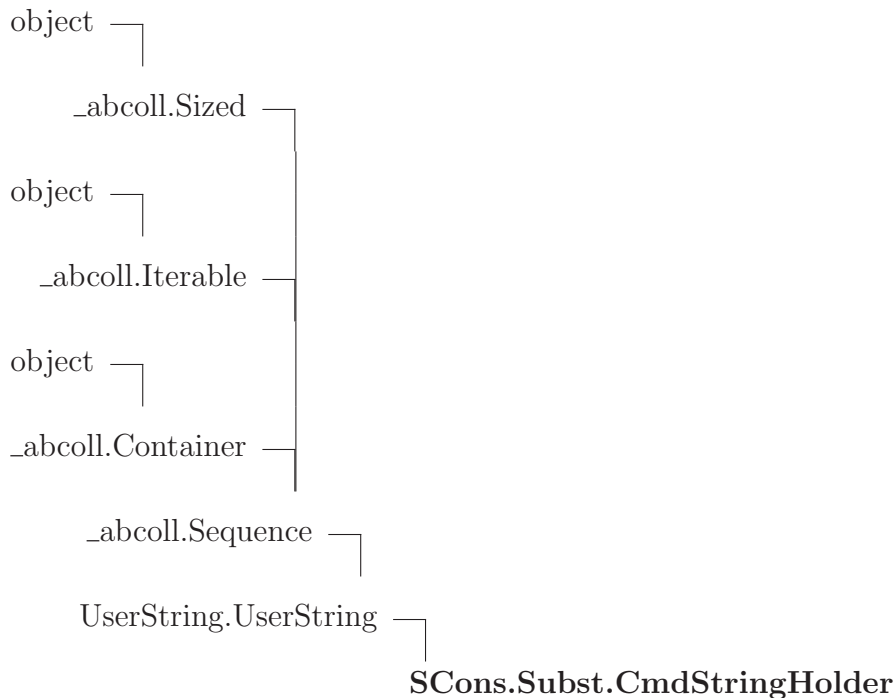 object
_abcoll.Sized
object
_abcoll.Iterable
object
_abcoll.Container
_abcoll.Sequence
UserString.UserString
SCons.Subst.CmdStringHolder